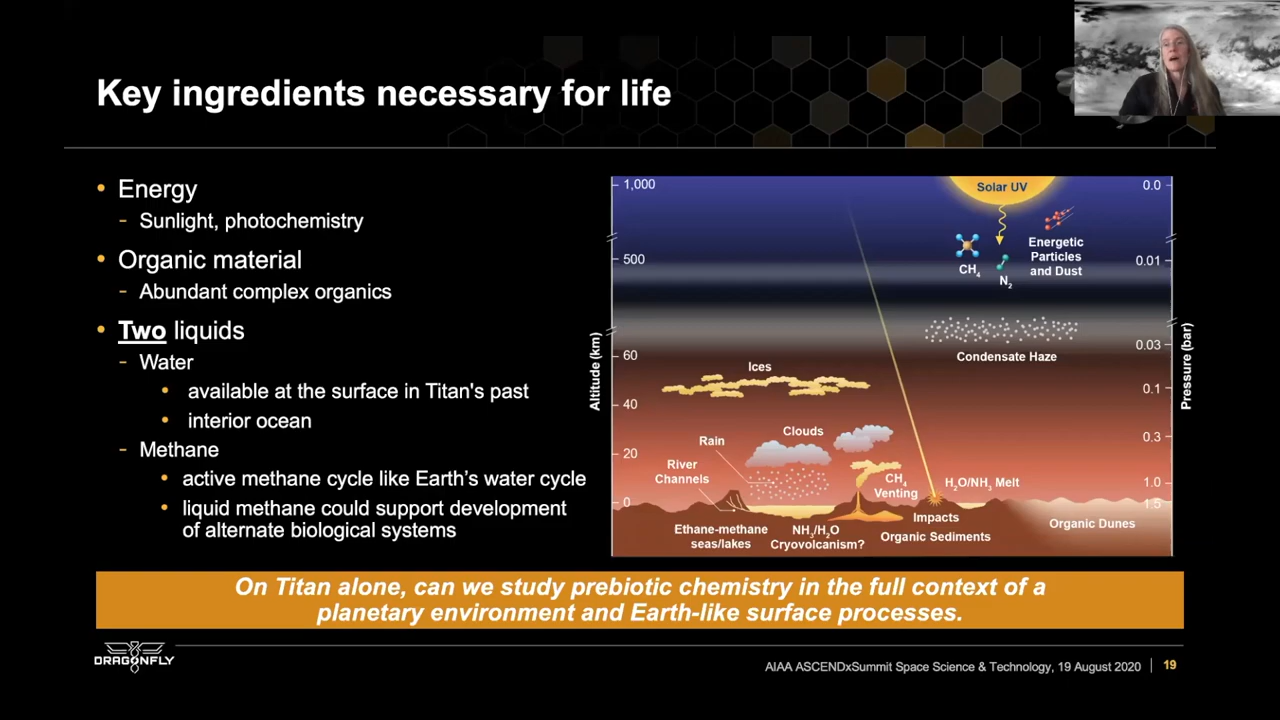 Key ingredients necessary for life
• Energy
- Sunlight, photochemistry
• Organic material
- Abundant complex organics
• Two liquids
- Water
• available at the surface in Titan's past
• interior ocean
- Methane
• active methane cycle like Earth's water cycle
• liquid methane could support development
of alternate biological systems
Altitude (km)
1,000
500
60
40
20
0
Solar UV
CH₄
N₂
Energetic
Particles
and Dust
Condensate Haze
Ices
Clouds
Rain
River
Channels
CH₄
Venting
H₂O/NH₃ Melt
Impacts
Organic Sediments
Organic Dunes
Ethane-methane
seas/lakes
NH₃/H₂O
Cryovolcanism?
0.0
0.01
0.03
0.1
0.3
1.0
1.5
Pressure (bar)
On Titan alone, can we study prebiotic chemistry in the full context of a
planetary environment and Earth-like surface processes.
DRAGONFLY
AIAA ASCENDxSummit Space Science & Technology, 19 August 2020 | 19